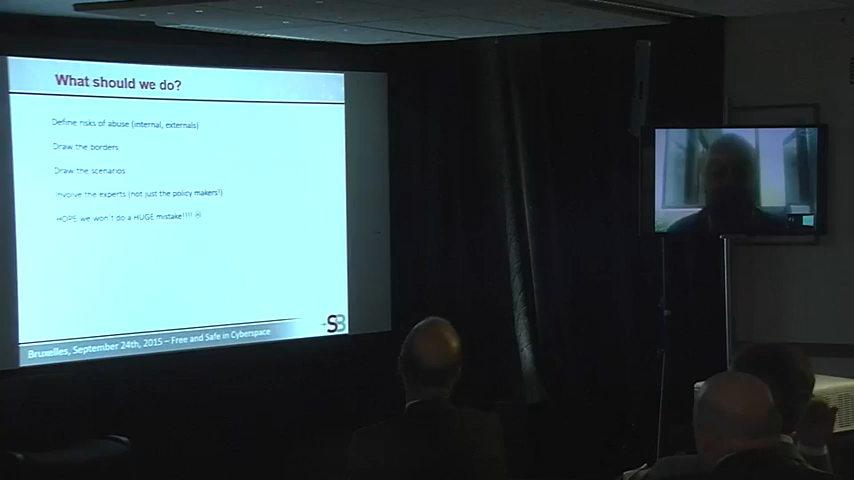 What should we do?
Define risks of abuse (internal, externals)
Draw the borders
Draw the scenarios
Involve the experts (not just the policy makers!)
HOPE we won't do a HUGE mistake!!!! ☹
SB
Bruxelles, September 24th, 2015 – Free and Safe in Cyberspace